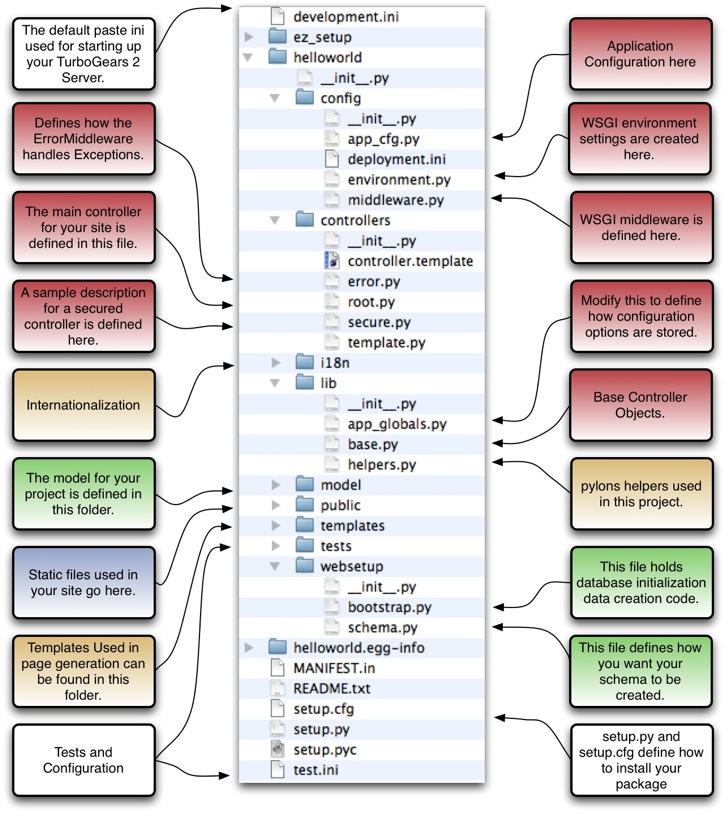 The default paste ini
used for starting up
your TurboGears 2
Server.
Defines how the
ErrorMiddleware
handles Exceptions.
The main controller
for your site is
defined in this file.
A sample description
for a secured
controller is defined
here.
Internationalization
The model for your
project is defined in
this folder.
Static files used in
your site go here.
Templates Used in
page generation can
be found in this
folder.
Tests and
Configuration
development.ini
ez_setup
helloworld
__init__.py
config
__init__.py
app_cfg.py
deployment.ini
environment.py
middleware.py
controllers
__init__.py
controller.template
error.py
root.py
secure.py
template.py
i18n
lib
__init__.py
app_globals.py
base.py
helpers.py
model
public
templates
tests
websetup
__init__.py
bootstrap.py
schema.py
helloworld.egg-info
MANIFEST.in
README.txt
setup.cfg
setup.py
setup.pyc
test.ini
Application
Configuration here
WSGI environment
settings are created
here.
WSGI middleware is
defined here.
Modify this to define
how configuration
options are stored.
Base Controller
Objects.
pylons helpers used
in this project.
This file holds
database initialization
data creation code.
This file defines how
you want your
schema to be
created.
setup.py and
setup.cfg define how
to install your
package